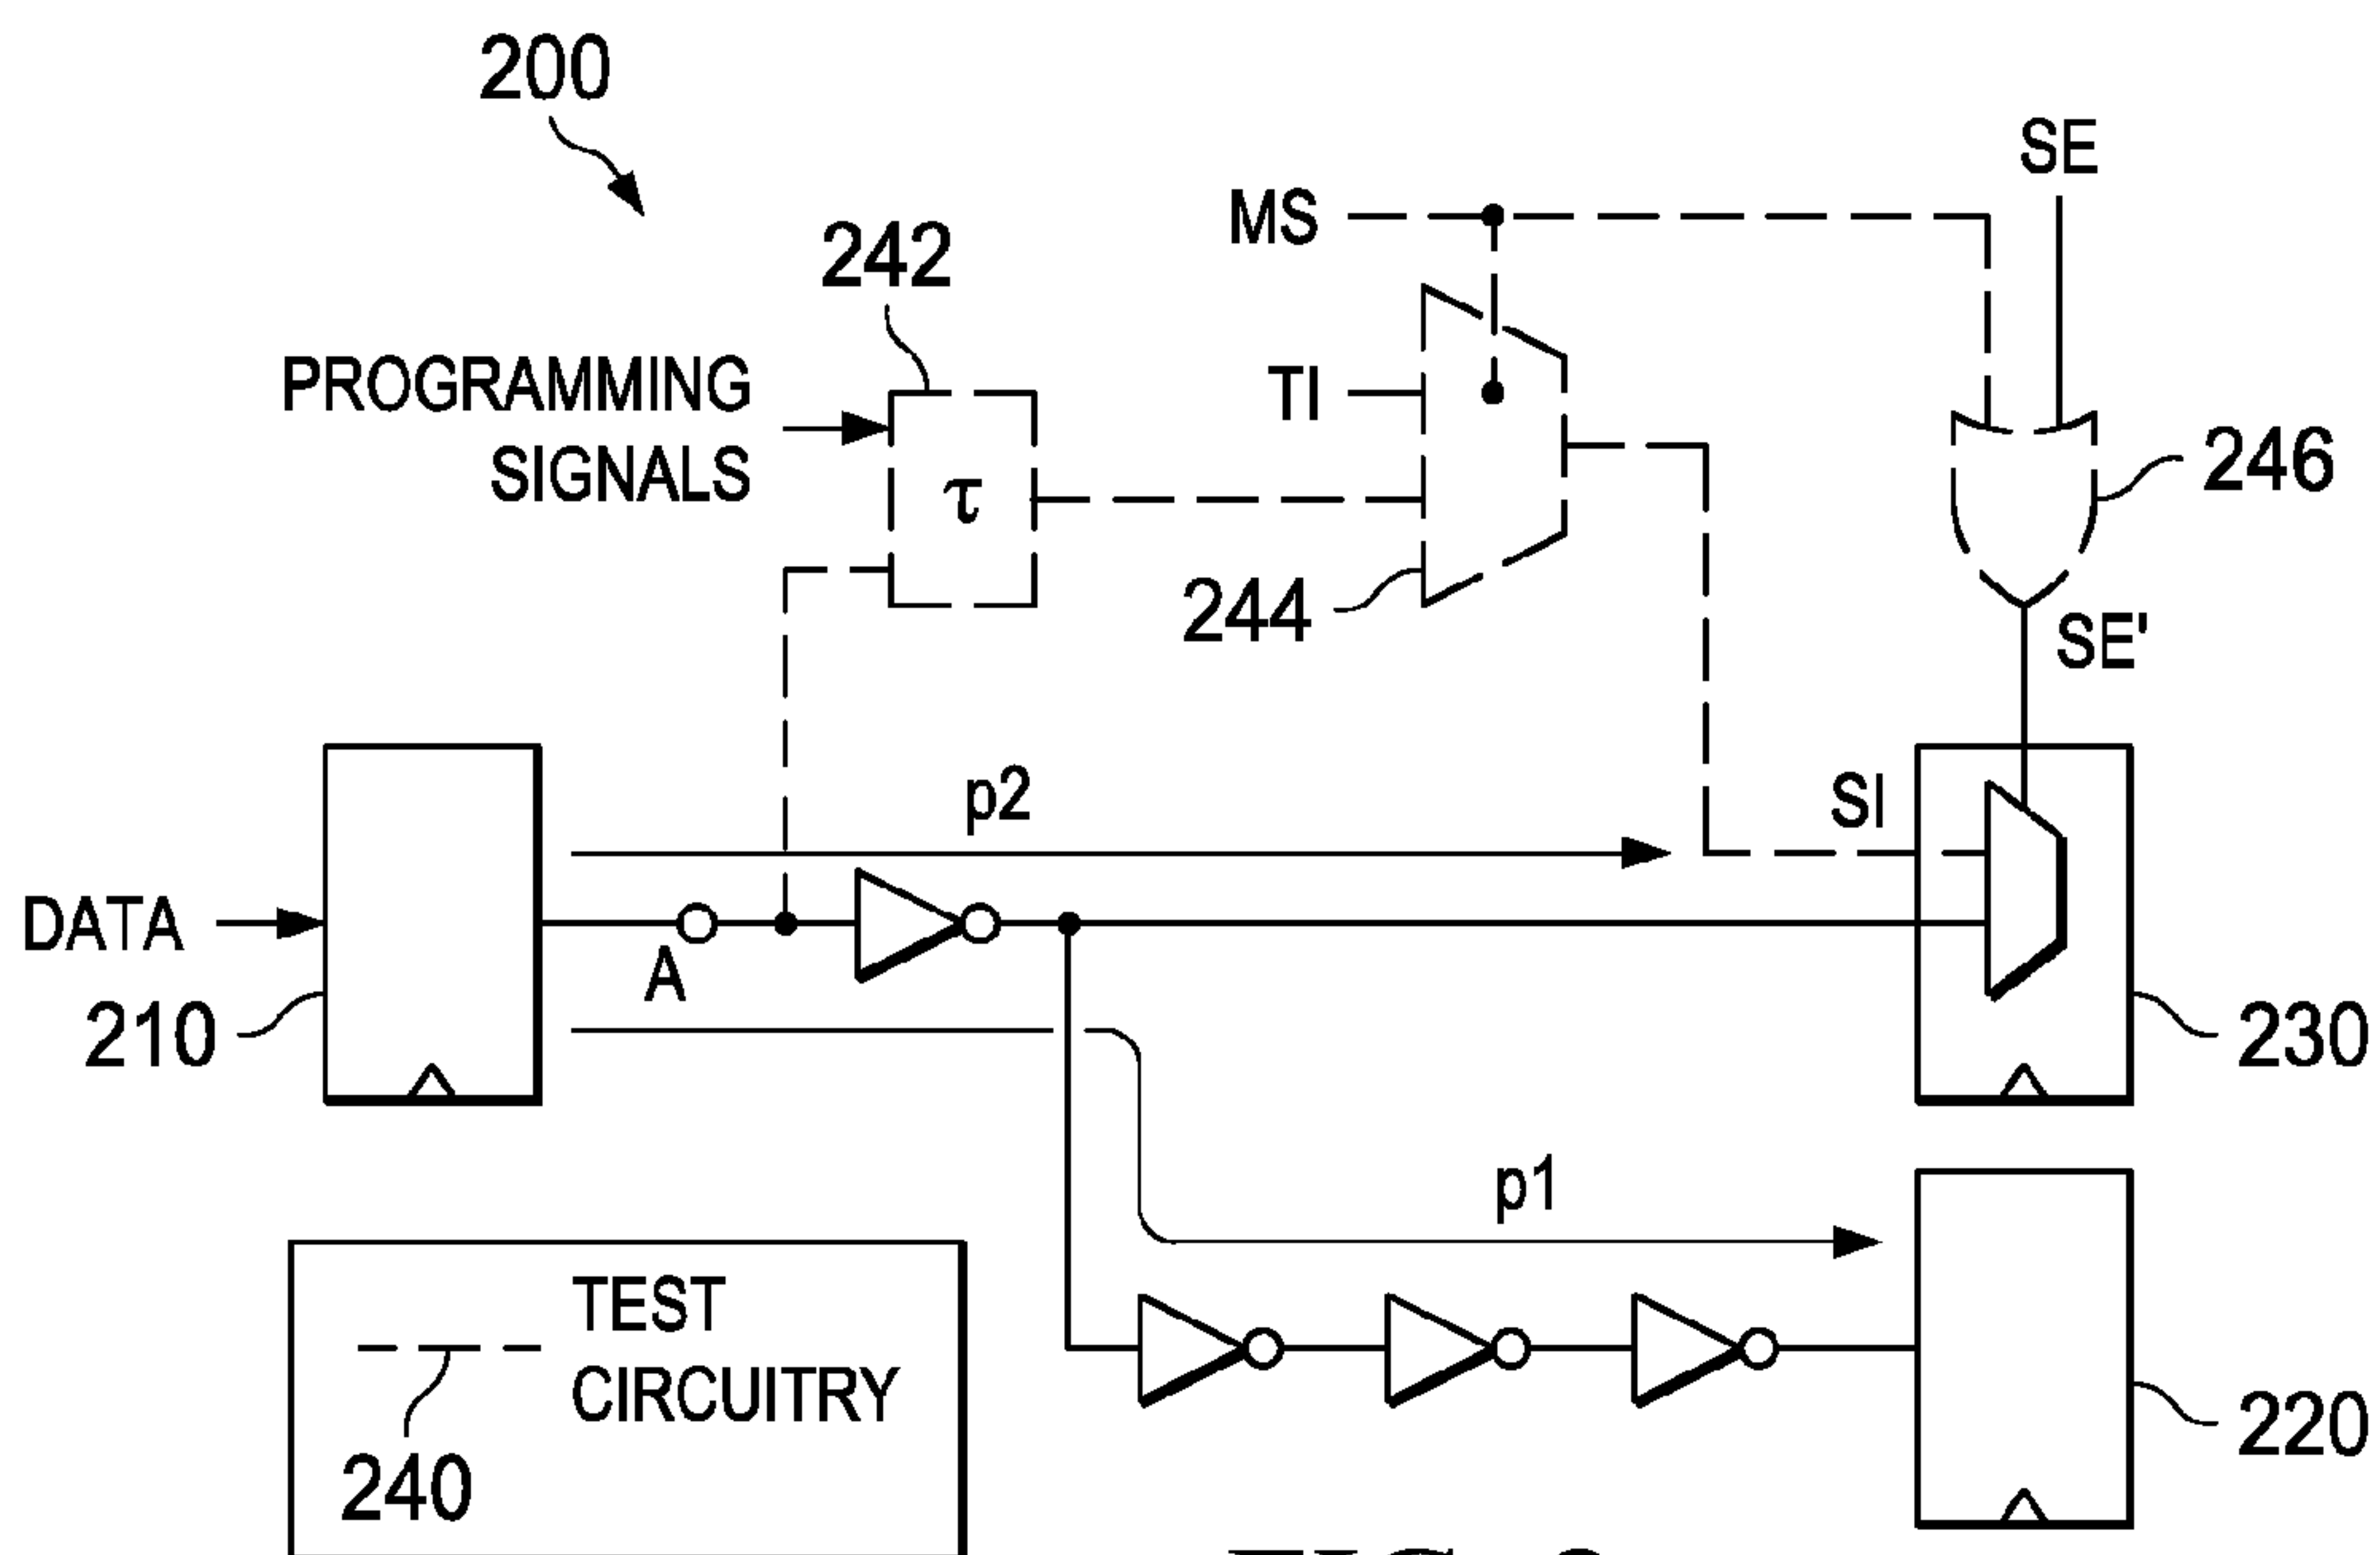 200
SE
MS
242
PROGRAMMING
SIGNALS
TI
τ
246
244
SE'
p2
SI
DATA
A
210
230
p1
TEST
CIRCUITRY
240
220